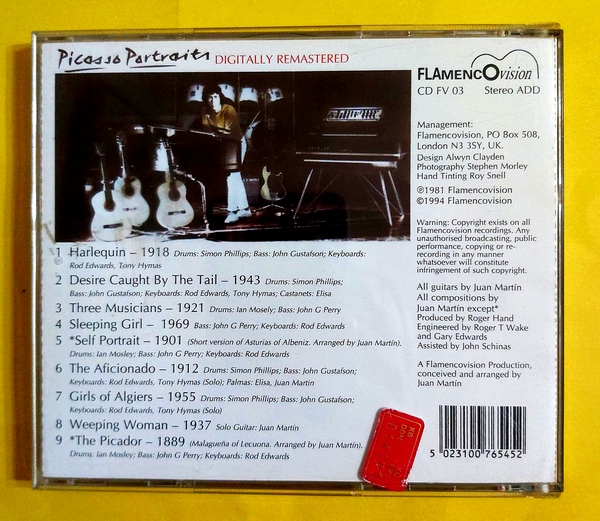 Picasso Portraits DIGITALLY REMASTERED
1 Harlequin – 1918 Drums: Simon Phillips; Bass: John Gustafson; Keyboards:
Rod Edwards, Tony Hymas
2 Desire Caught By The Tail – 1943 Drums: Simon Phillips;
Bass: John Gustafson; Keyboards: Rod Edwards, Tony Hymas; Castanets: Elisa
3 Three Musicians – 1921 Drums: Ian Mosely; Bass: John G Perry
4 Sleeping Girl – 1969 Bass: John G Perry; Keyboards: Rod Edwards
5 *Self Portrait – 1901 (Short version of Asturias of Albeniz. Arranged by Juan Martín).
Drums: Ian Mosley; Bass: John G Perry; Keyboards: Rod Edwards
6 The Aficionado – 1912 Drums: Simon Phillips; Bass: John Gustafson;
Keyboards: Rod Edwards, Tony Hymas (Solo); Palmas: Elisa, Juan Martin
7 Girls of Algiers – 1955 Drums: Simon Phillips; Bass: John Gustafson;
Keyboards: Rod Edwards, Tony Hymas (Solo)
8 Weeping Woman – 1937 Solo Guitar: Juan Martín
9 *The Picador – 1889 (Malagueña of Lecuona. Arranged by Juan Martín).
Drums: Ian Mosley; Bass: John G Perry; Keyboards: Rod Edwards
FLAMENCOvision
CD FV 03 Stereo ADD
Management:
Flamencovision, PO Box 508,
London N3 3SY, UK.
Design Alwyn Clayden
Photography Stephen Morley
Hand Tinting Roy Snell
℗1981 Flamencovision
©1994 Flamencovision
Warning: Copyright exists on all
Flamencovision recordings. Any
unauthorised broadcasting, public
performance, copying or re-
recording in any manner
whatsoever will constitute
infringement of such copyright.
All guitars by Juan Martín
All compositions by
Juan Martín except*
Produced by Roger Hand
Engineered by Roger T Wake
and Gary Edwards
Assisted by John Schinas
A Flamencovision Production,
conceived and arranged by
Juan Martín
5 023100 765452